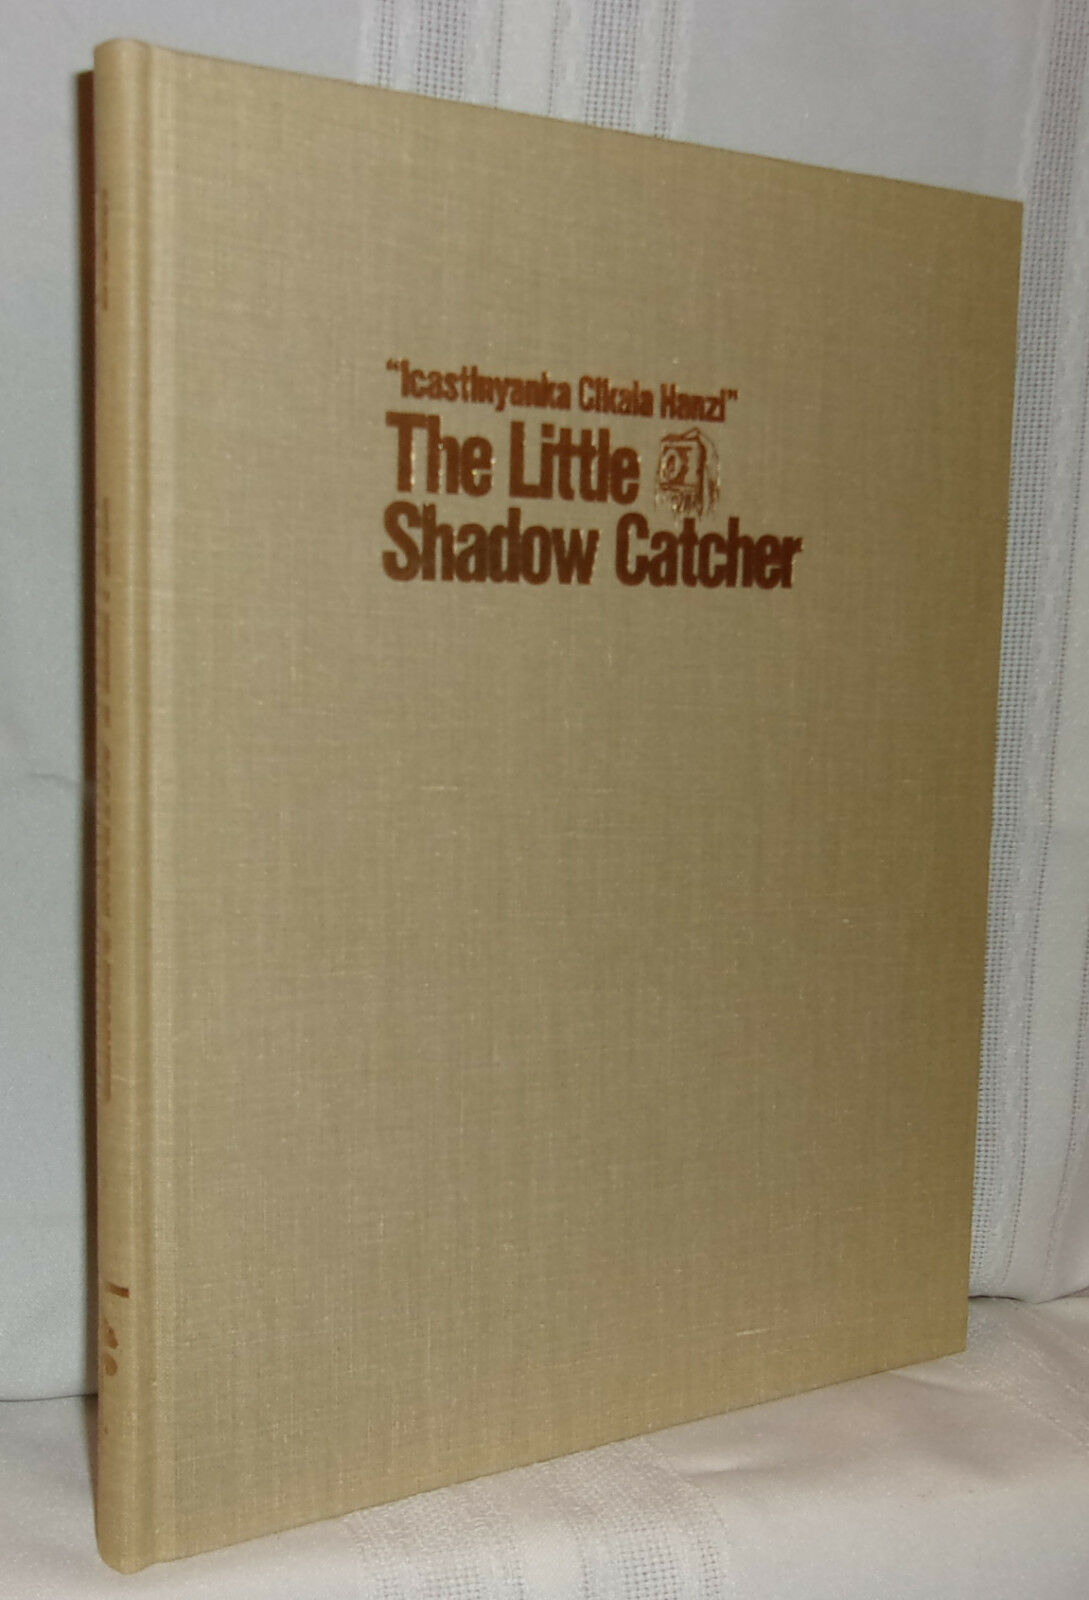 "Icastinyanka Cikala Hanzi"
The Little
Shadow Catcher